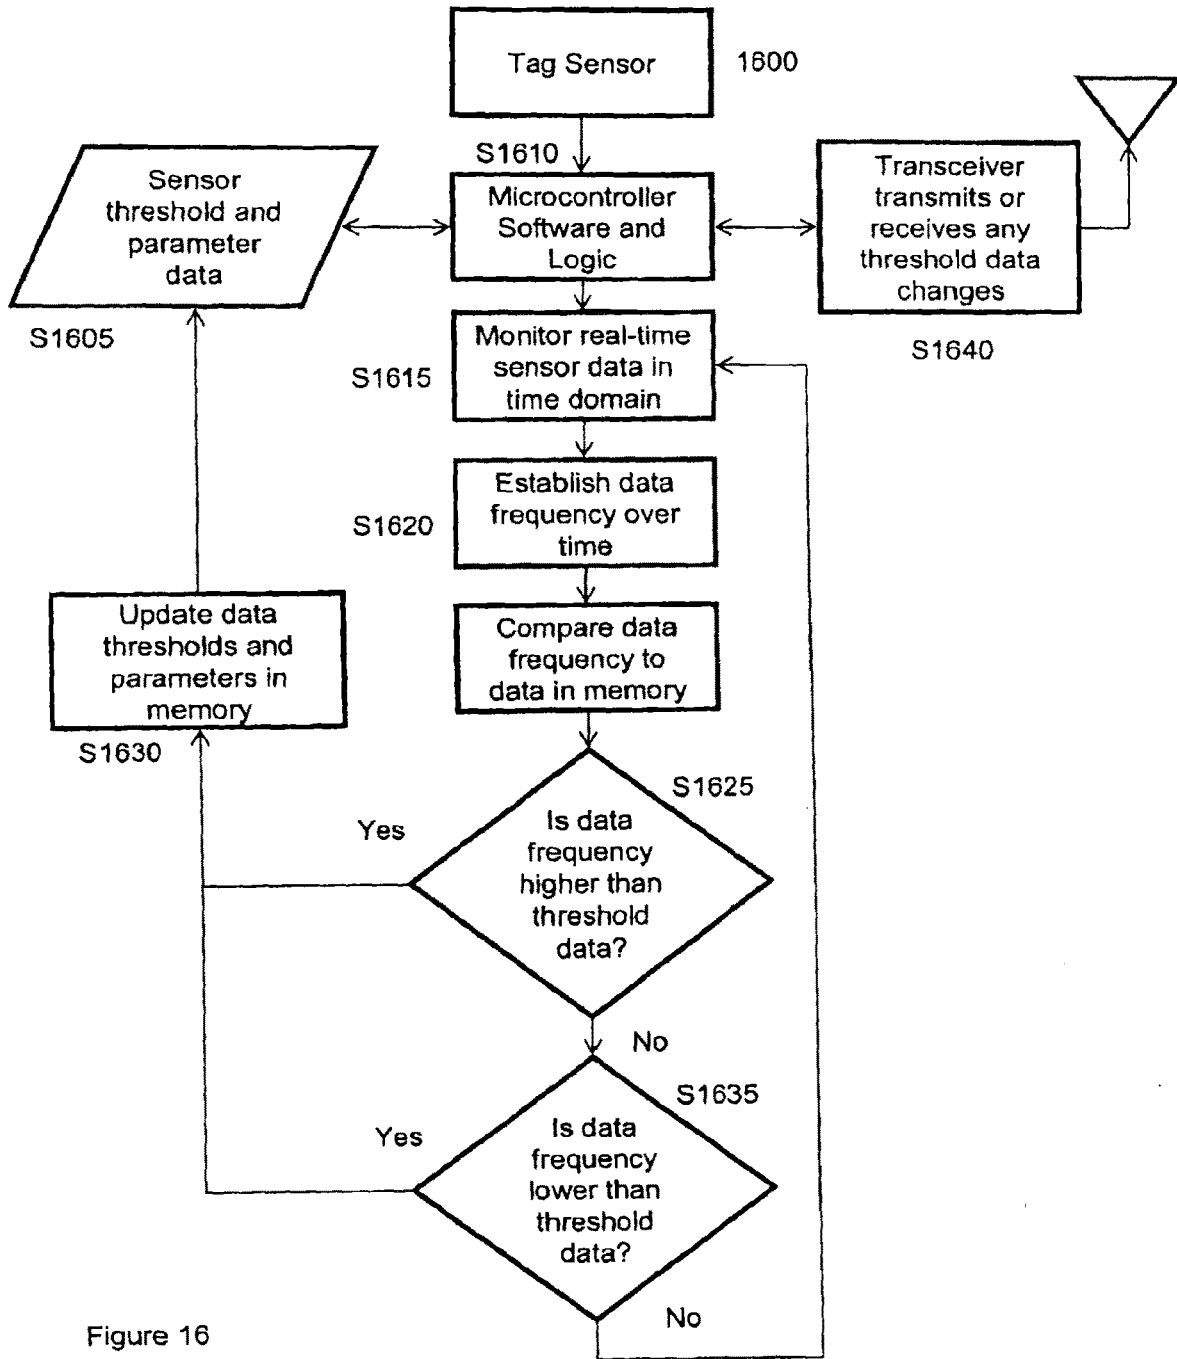 Tag Sensor
1600
S1610
Sensor
threshold and
parameter
data
S1605
Microcontroller
Software and
Logic
Transceiver
transmits or
receives any
threshold data
changes
S1640
Monitor real-time
sensor data in
time domain
S1615
Establish data
frequency over
time
S1620
Update data
thresholds and
parameters in
memory
S1630
Compare data
frequency to
data in memory
S1625
Yes
Is data
frequency
higher than
threshold
data?
No
S1635
Yes
Is data
frequency
lower than
threshold
data?
No
Figure 16